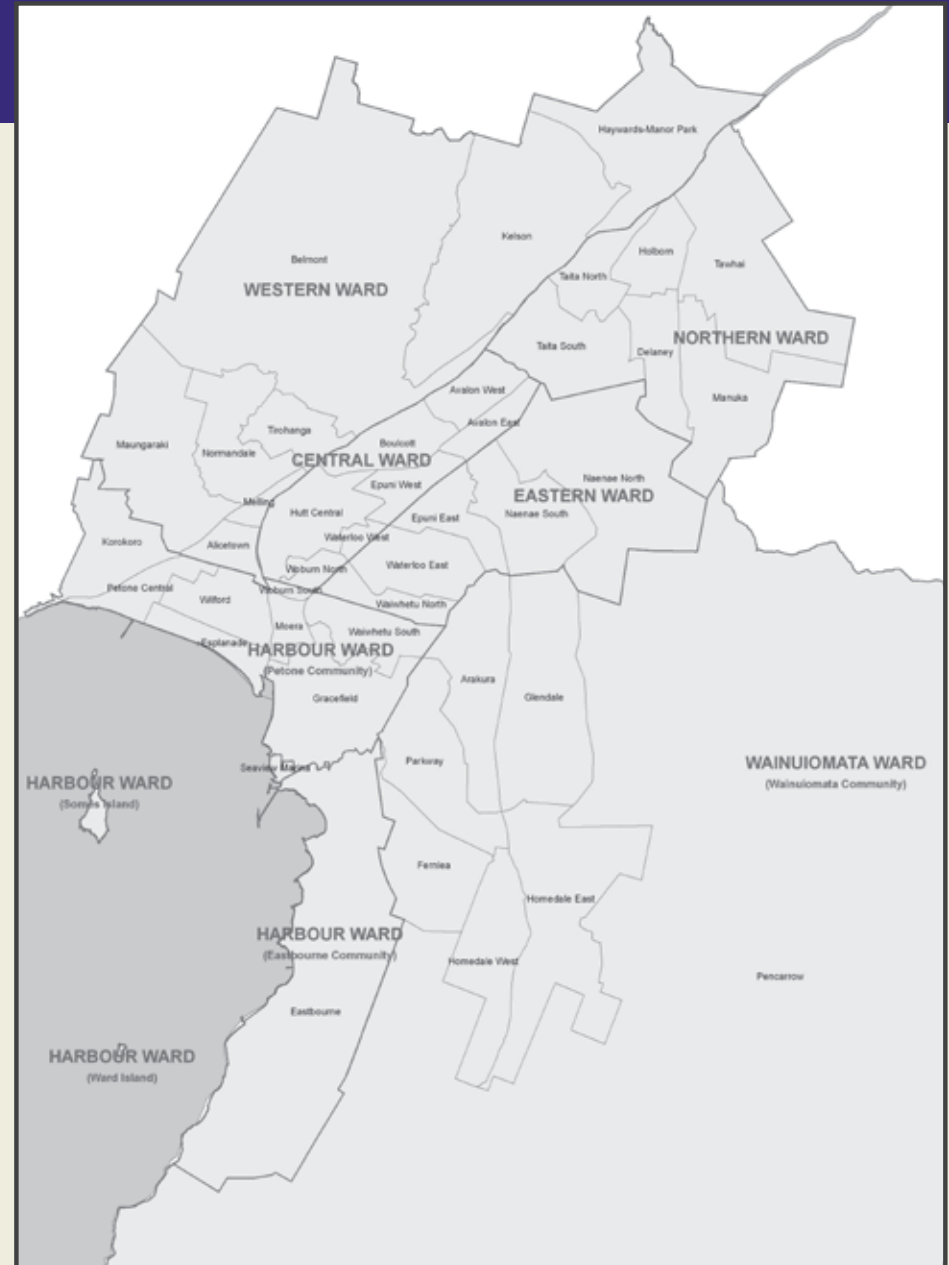 Haywards-Manor Park
Kelson
Holborn
Tawhai
Belmont
Taita North
WESTERN WARD
NORTHERN WARD
Taita South
Delaney
Avalon West
Manuka
Avalon East
Tirohanga
Boulcott
Maungaraki
Normandale
CENTRAL WARD
Naenae North
Epuni West
EASTERN WARD
Melling
Hutt Central
Epuni East
Naenae South
Waterloo West
Korokoro
Alicetown
Waterloo East
Woburn North
Petone Central
Woburn South
Wilford
Waiwhetu North
Moera
Waiwhetu South
Esplanade
HARBOUR WARD
(Petone Community)
Arakura
Gracefield
Glendale
Parkway
WAINUIOMATA WARD
Seaview Marina
HARBOUR WARD
(Wainuiomata Community)
(Somes Island)
Fernlea
Homedale East
HARBOUR WARD
(Eastbourne Community)
Homedale West
Pencarrow
Eastbourne
HARBOUR WARD
(Ward Island)